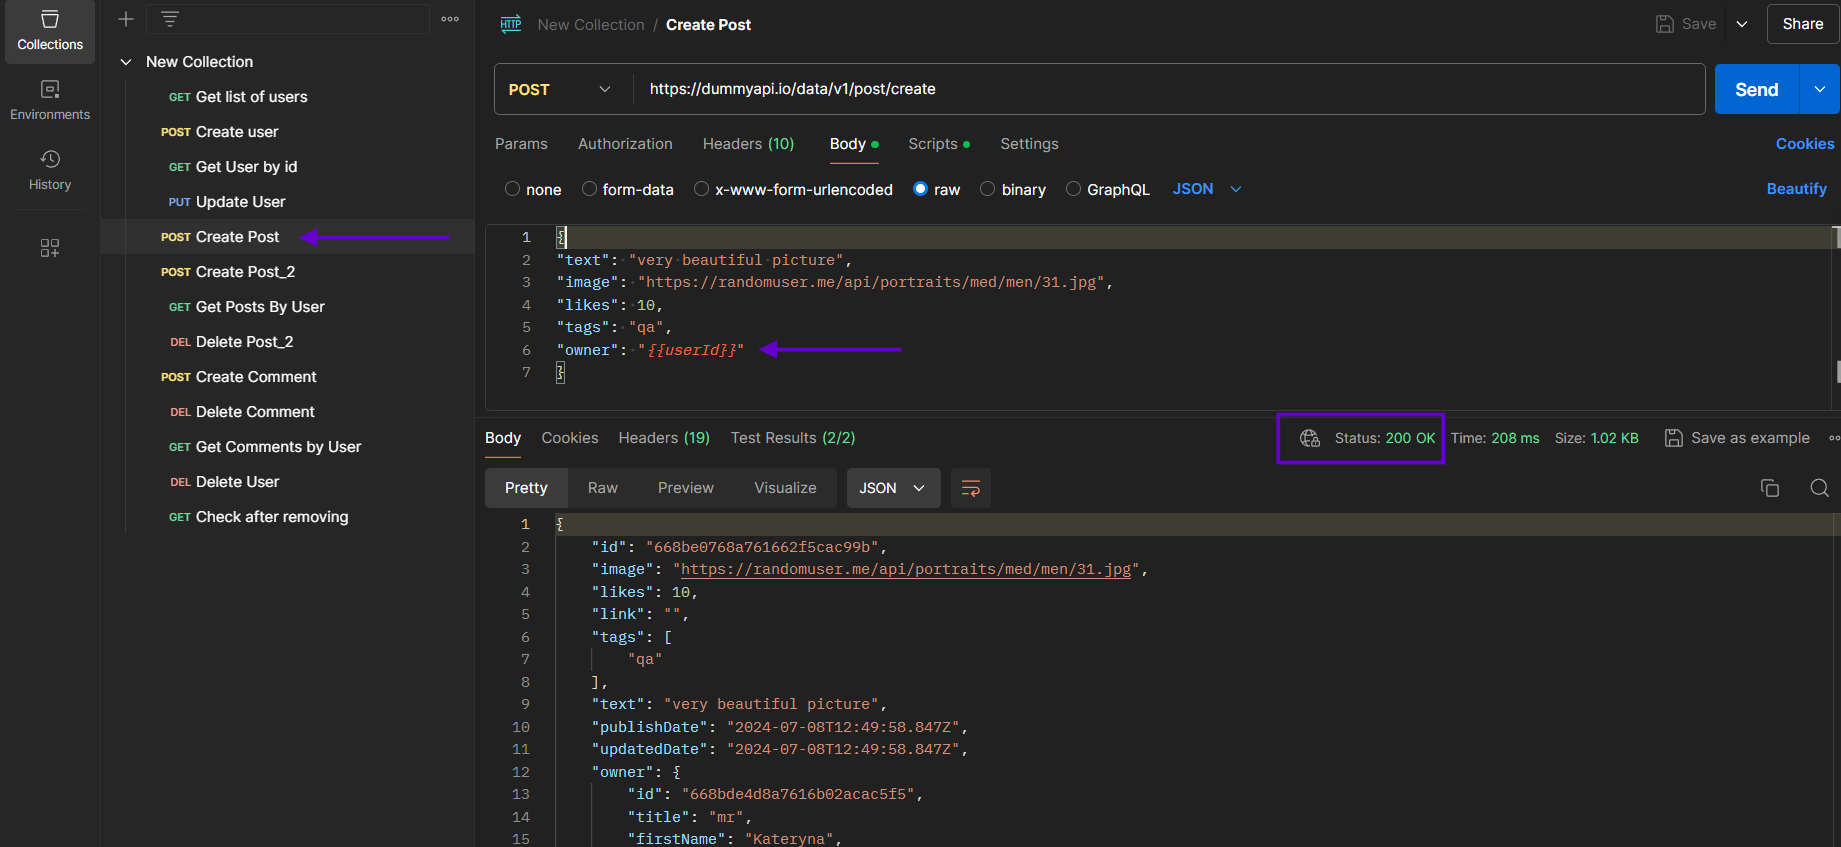 Collections
Environments
History
New Collection
GET Get list of users
POST Create user
GET Get User by id
PUT Update User
POST Create Post
POST Create Post_2
GET Get Posts By User
DEL Delete Post_2
POST Create Comment
DEL Delete Comment
GET Get Comments by User
DEL Delete User
GET Check after removing
HTTP New Collection / Create Post
Save
Share
POST https://dummyapi.io/data/v1/post/create
Send
Params Authorization Headers (10) Body Scripts Settings Cookies
none form-data x-www-form-urlencoded raw binary GraphQL JSON Beautify
1 {
2 "text": "very beautiful picture",
3 "image": "https://randomuser.me/api/portraits/med/men/31.jpg",
4 "likes": 10,
5 "tags": "qa",
6 "owner": "{{userId}}"
7 }
Body Cookies Headers (19) Test Results (2/2) Status: 200 OK Time: 208 ms Size: 1.02 KB Save as example
Pretty Raw Preview Visualize JSON
1 {
2 "id": "668be0768a761662f5cac99b",
3 "image": "https://randomuser.me/api/portraits/med/men/31.jpg",
4 "likes": 10,
5 "link": "",
6 "tags": [
7 "qa"
8 ],
9 "text": "very beautiful picture",
10 "publishDate": "2024-07-08T12:49:58.847Z",
11 "updatedDate": "2024-07-08T12:49:58.847Z",
12 "owner": {
13 "id": "668bde4d8a7616b02acac5f5",
14 "title": "mr",
15 "firstName": "Kateryna",